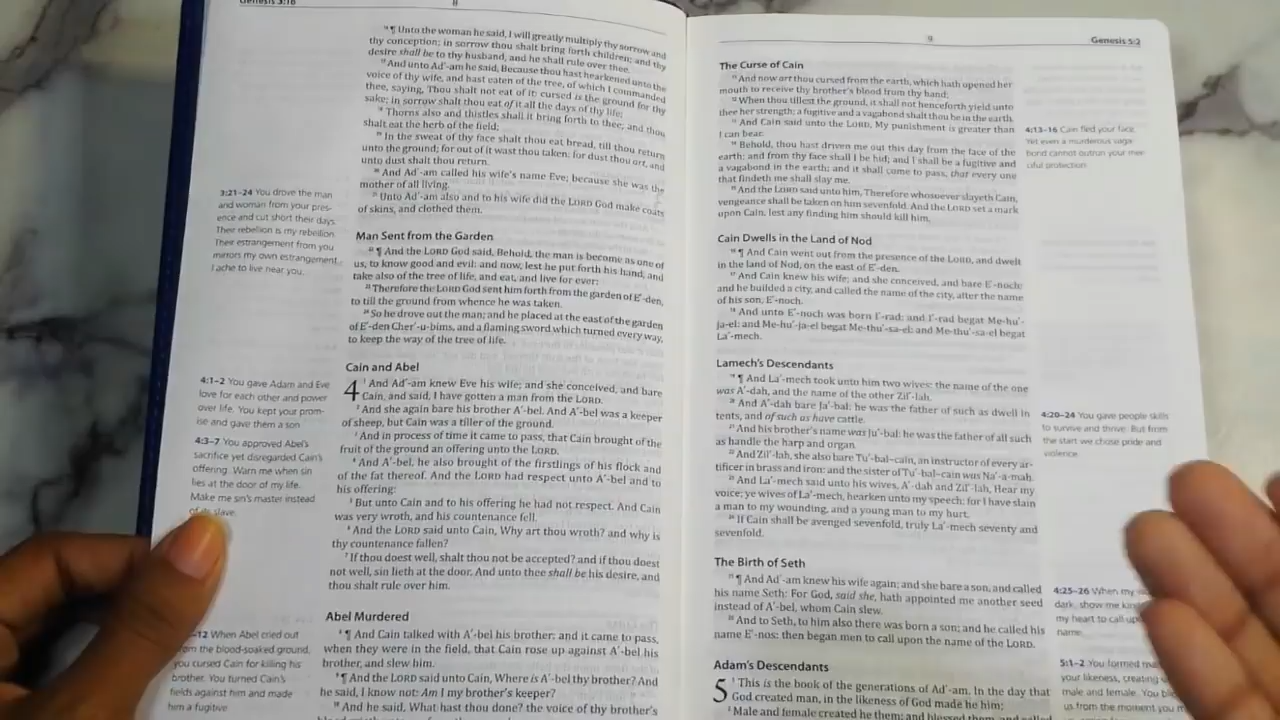 Genesis 3:16
8
¹⁶ ¶ Unto the woman he said, I will greatly multiply thy sorrow and
thy conception; in sorrow thou shalt bring forth children; and thy
desire shall be to thy husband, and he shall rule over thee.
¹⁷ And unto Ad´-am he said, Because thou hast hearkened unto the
voice of thy wife, and hast eaten of the tree, of which I commanded
thee, saying, Thou shalt not eat of it: cursed is the ground for thy
sake; in sorrow shalt thou eat of it all the days of thy life;
¹⁸ Thorns also and thistles shall it bring forth to thee; and thou
shalt eat the herb of the field;
¹⁹ In the sweat of thy face shalt thou eat bread, till thou return
unto the ground; for out of it wast thou taken: for dust thou art, and
unto dust shalt thou return.
²⁰ And Ad´-am called his wife's name Eve; because she was the
mother of all living.
²¹ Unto Ad´-am also and to his wife did the LORD God make coats
of skins, and clothed them.
3:21–24 You drove the man
and woman from your pres-
ence and cut short their days.
Their rebellion is my rebellion.
Their estrangement from you
mirrors my own estrangement.
I ache to live near you.
Man Sent from the Garden
²² ¶ And the LORD God said, Behold, the man is become as one of
us, to know good and evil: and now, lest he put forth his hand, and
take also of the tree of life, and eat, and live for ever:
²³ Therefore the LORD God sent him forth from the garden of E´-den,
to till the ground from whence he was taken.
²⁴ So he drove out the man; and he placed at the east of the garden
of E´-den Cher´-u-bims, and a flaming sword which turned every way,
to keep the way of the tree of life.
Cain and Abel
4 ¹ And Ad´-am knew Eve his wife; and she conceived, and bare
Cain, and said, I have gotten a man from the LORD.
² And she again bare his brother A´-bel. And A´-bel was a keeper
of sheep, but Cain was a tiller of the ground.
³ And in process of time it came to pass, that Cain brought of the
fruit of the ground an offering unto the LORD.
⁴ And A´-bel, he also brought of the firstlings of his flock and
of the fat thereof. And the LORD had respect unto A´-bel and to
his offering:
⁵ But unto Cain and to his offering he had not respect. And Cain
was very wroth, and his countenance fell.
⁶ And the LORD said unto Cain, Why art thou wroth? and why is
thy countenance fallen?
⁷ If thou doest well, shalt thou not be accepted? and if thou doest
not well, sin lieth at the door. And unto thee shall be his desire, and
thou shalt rule over him.
4:1–2 You gave Adam and Eve
love for each other and power
over life. You kept your prom-
ise and gave them a son
4:3–7 You approved Abel's
sacrifice yet disregarded Cain's
offering. Warn me when sin
lies at the door of my life.
Make me sin's master instead
of its slave.
Abel Murdered
⁸ ¶ And Cain talked with A´-bel his brother: and it came to pass,
when they were in the field, that Cain rose up against A´-bel his
brother, and slew him.
⁹ ¶ And the LORD said unto Cain, Where is A´-bel thy brother? And
he said, I know not: Am I my brother's keeper?
¹⁰ And he said, What hast thou done? the voice of thy brother's
–12 When Abel cried out
from the blood-soaked ground,
you cursed Cain for killing his
brother. You turned Cain's
fields against him and made
him a fugitive
9
Genesis 5:2
The Curse of Cain
¹¹ And now art thou cursed from the earth, which hath opened her
mouth to receive thy brother's blood from thy hand;
¹² When thou tillest the ground, it shall not henceforth yield unto
thee her strength; a fugitive and a vagabond shalt thou be in the earth.
¹³ And Cain said unto the LORD, My punishment is greater than
I can bear.
¹⁴ Behold, thou hast driven me out this day from the face of the
earth; and from thy face shall I be hid; and I shall be a fugitive and
a vagabond in the earth; and it shall come to pass, that every one
that findeth me shall slay me.
¹⁵ And the LORD said unto him, Therefore whosoever slayeth Cain,
vengeance shall be taken on him sevenfold. And the LORD set a mark
upon Cain, lest any finding him should kill him.
4:13–16 Cain fled your face.
Yet even a murderous vaga-
bond cannot outrun your mer-
ciful protection.
Cain Dwells in the Land of Nod
¹⁶ ¶ And Cain went out from the presence of the LORD, and dwelt
in the land of Nod, on the east of E´-den.
¹⁷ And Cain knew his wife; and she conceived, and bare E´-noch:
and he builded a city, and called the name of the city, after the name
of his son, E´-noch.
¹⁸ And unto E´-noch was born I´-rad: and I´-rad begat Me-hu´-
ja-el: and Me-hu´-ja-el begat Me-thu´-sa-el: and Me-thu´-sa-el begat
La´-mech.
Lamech's Descendants
¹⁹ ¶ And La´-mech took unto him two wives: the name of the one
was A´-dah, and the name of the other Zil´-lah.
²⁰ And A´-dah bare Ja´-bal: he was the father of such as dwell in
tents, and of such as have cattle.
²¹ And his brother's name was Ju´-bal: he was the father of all such
as handle the harp and organ.
²² And Zil´-lah, she also bare Tu´-bal–cain, an instructor of every ar-
tificer in brass and iron: and the sister of Tu´-bal–cain was Na´-a-mah.
²³ And La´-mech said unto his wives, A´-dah and Zil´-lah, Hear my
voice; ye wives of La´-mech, hearken unto my speech: for I have slain
a man to my wounding, and a young man to my hurt.
²⁴ If Cain shall be avenged sevenfold, truly La´-mech seventy and
sevenfold.
4:20–24 You gave people skills
to survive and thrive. But from
the start we chose pride and
violence.
The Birth of Seth
²⁵ ¶ And Ad´-am knew his wife again; and she bare a son, and called
his name Seth: For God, said she, hath appointed me another seed
instead of A´-bel, whom Cain slew.
²⁶ And to Seth, to him also there was born a son; and he called his
name E´-nos: then began men to call upon the name of the LORD.
4:25–26 When my
dark, show me
my heart to call
name.
Adam's Descendants
5 ¹ This is the book of the generations of Ad´-am. In the day that
God created man, in the likeness of God made he him;
² Male and female created he them; and blessed them, and called
5:1–2 You formed
your likeness, creating
male and female. You
us from the moment you